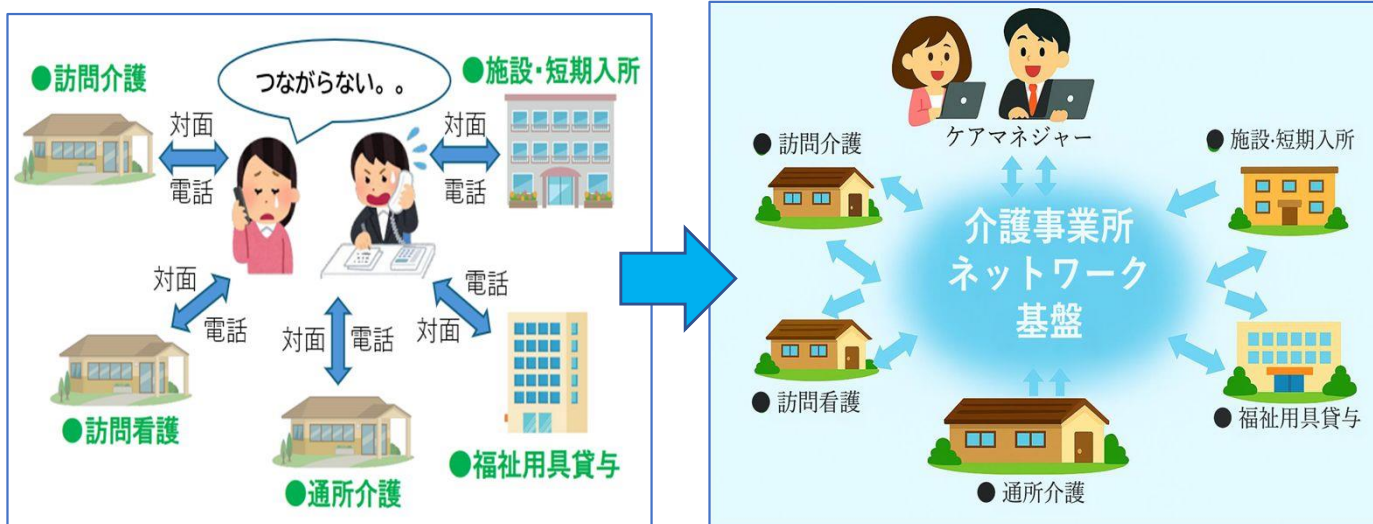 つながらない。。
●訪問介護
●施設・短期入所
対面
電話
対面
電話
対面
電話
対面
電話
電話
対面
●訪問看護
●通所介護
●福祉用具貸与
ケアマネジャー
● 訪問介護
● 施設・短期入所
介護事業所
ネットワーク
基盤
● 訪問看護
● 福祉用具貸与
● 通所介護